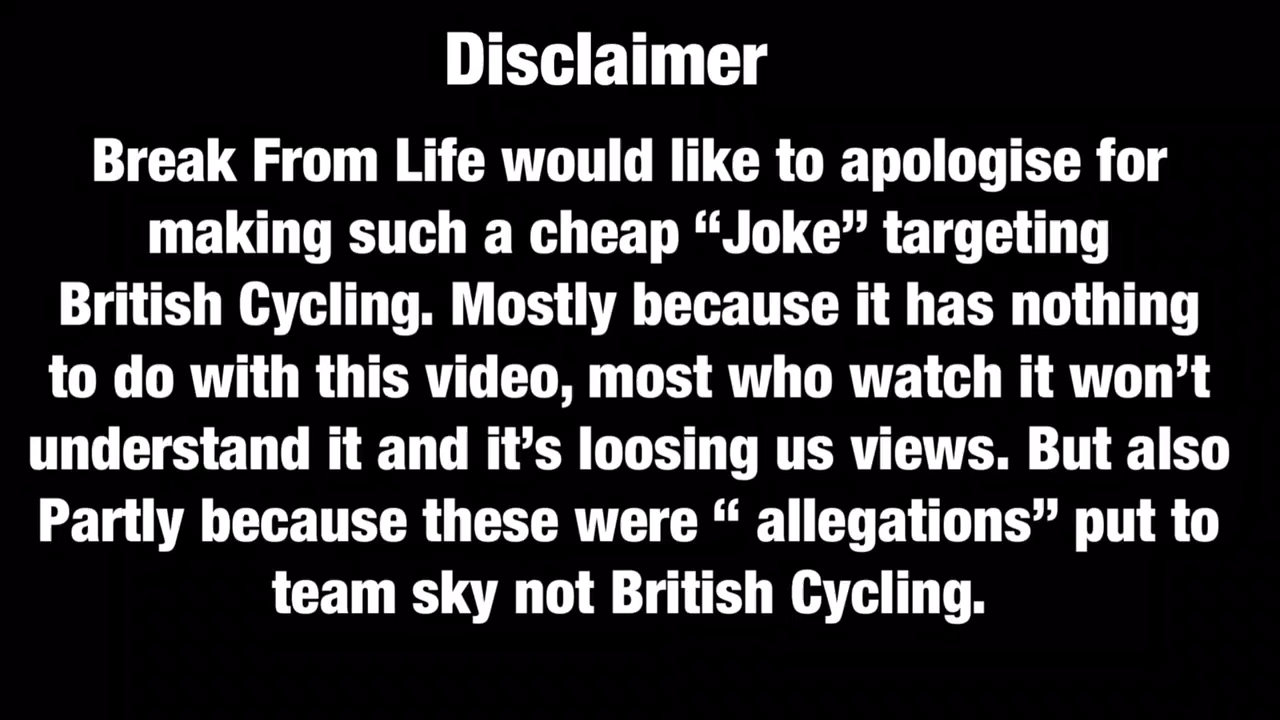 Disclaimer
Break From Life would like to apologise for
making such a cheap “Joke” targeting
British Cycling. Mostly because it has nothing
to do with this video, most who watch it won’t
understand it and it’s loosing us views. But also
Partly because these were “ allegations” put to
team sky not British Cycling.